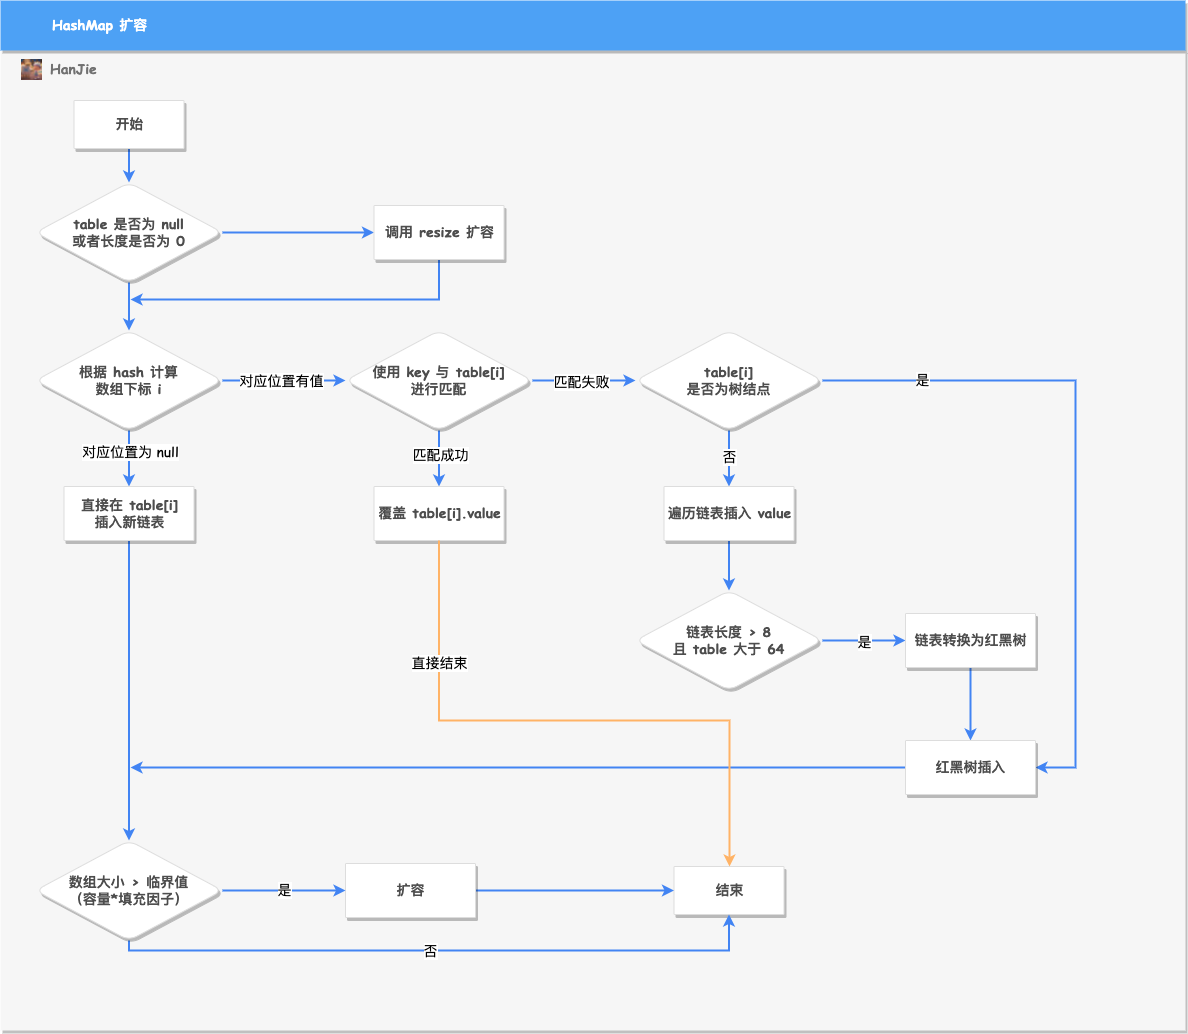 HashMap 扩容
HanJie
开始
table 是否为 null
或者长度是否为 0
调用 resize 扩容
根据 hash 计算
数组下标 i
对应位置有值
使用 key 与 table[i]
进行匹配
匹配失败
table[i]
是否为树结点
是
对应位置为 null
匹配成功
否
直接在 table[i]
插入新链表
覆盖 table[i].value
遍历链表插入 value
链表长度 > 8
且 table 大于 64
是
链表转换为红黑树
直接结束
红黑树插入
数组大小 > 临界值
(容量*填充因子)
是
扩容
结束
否